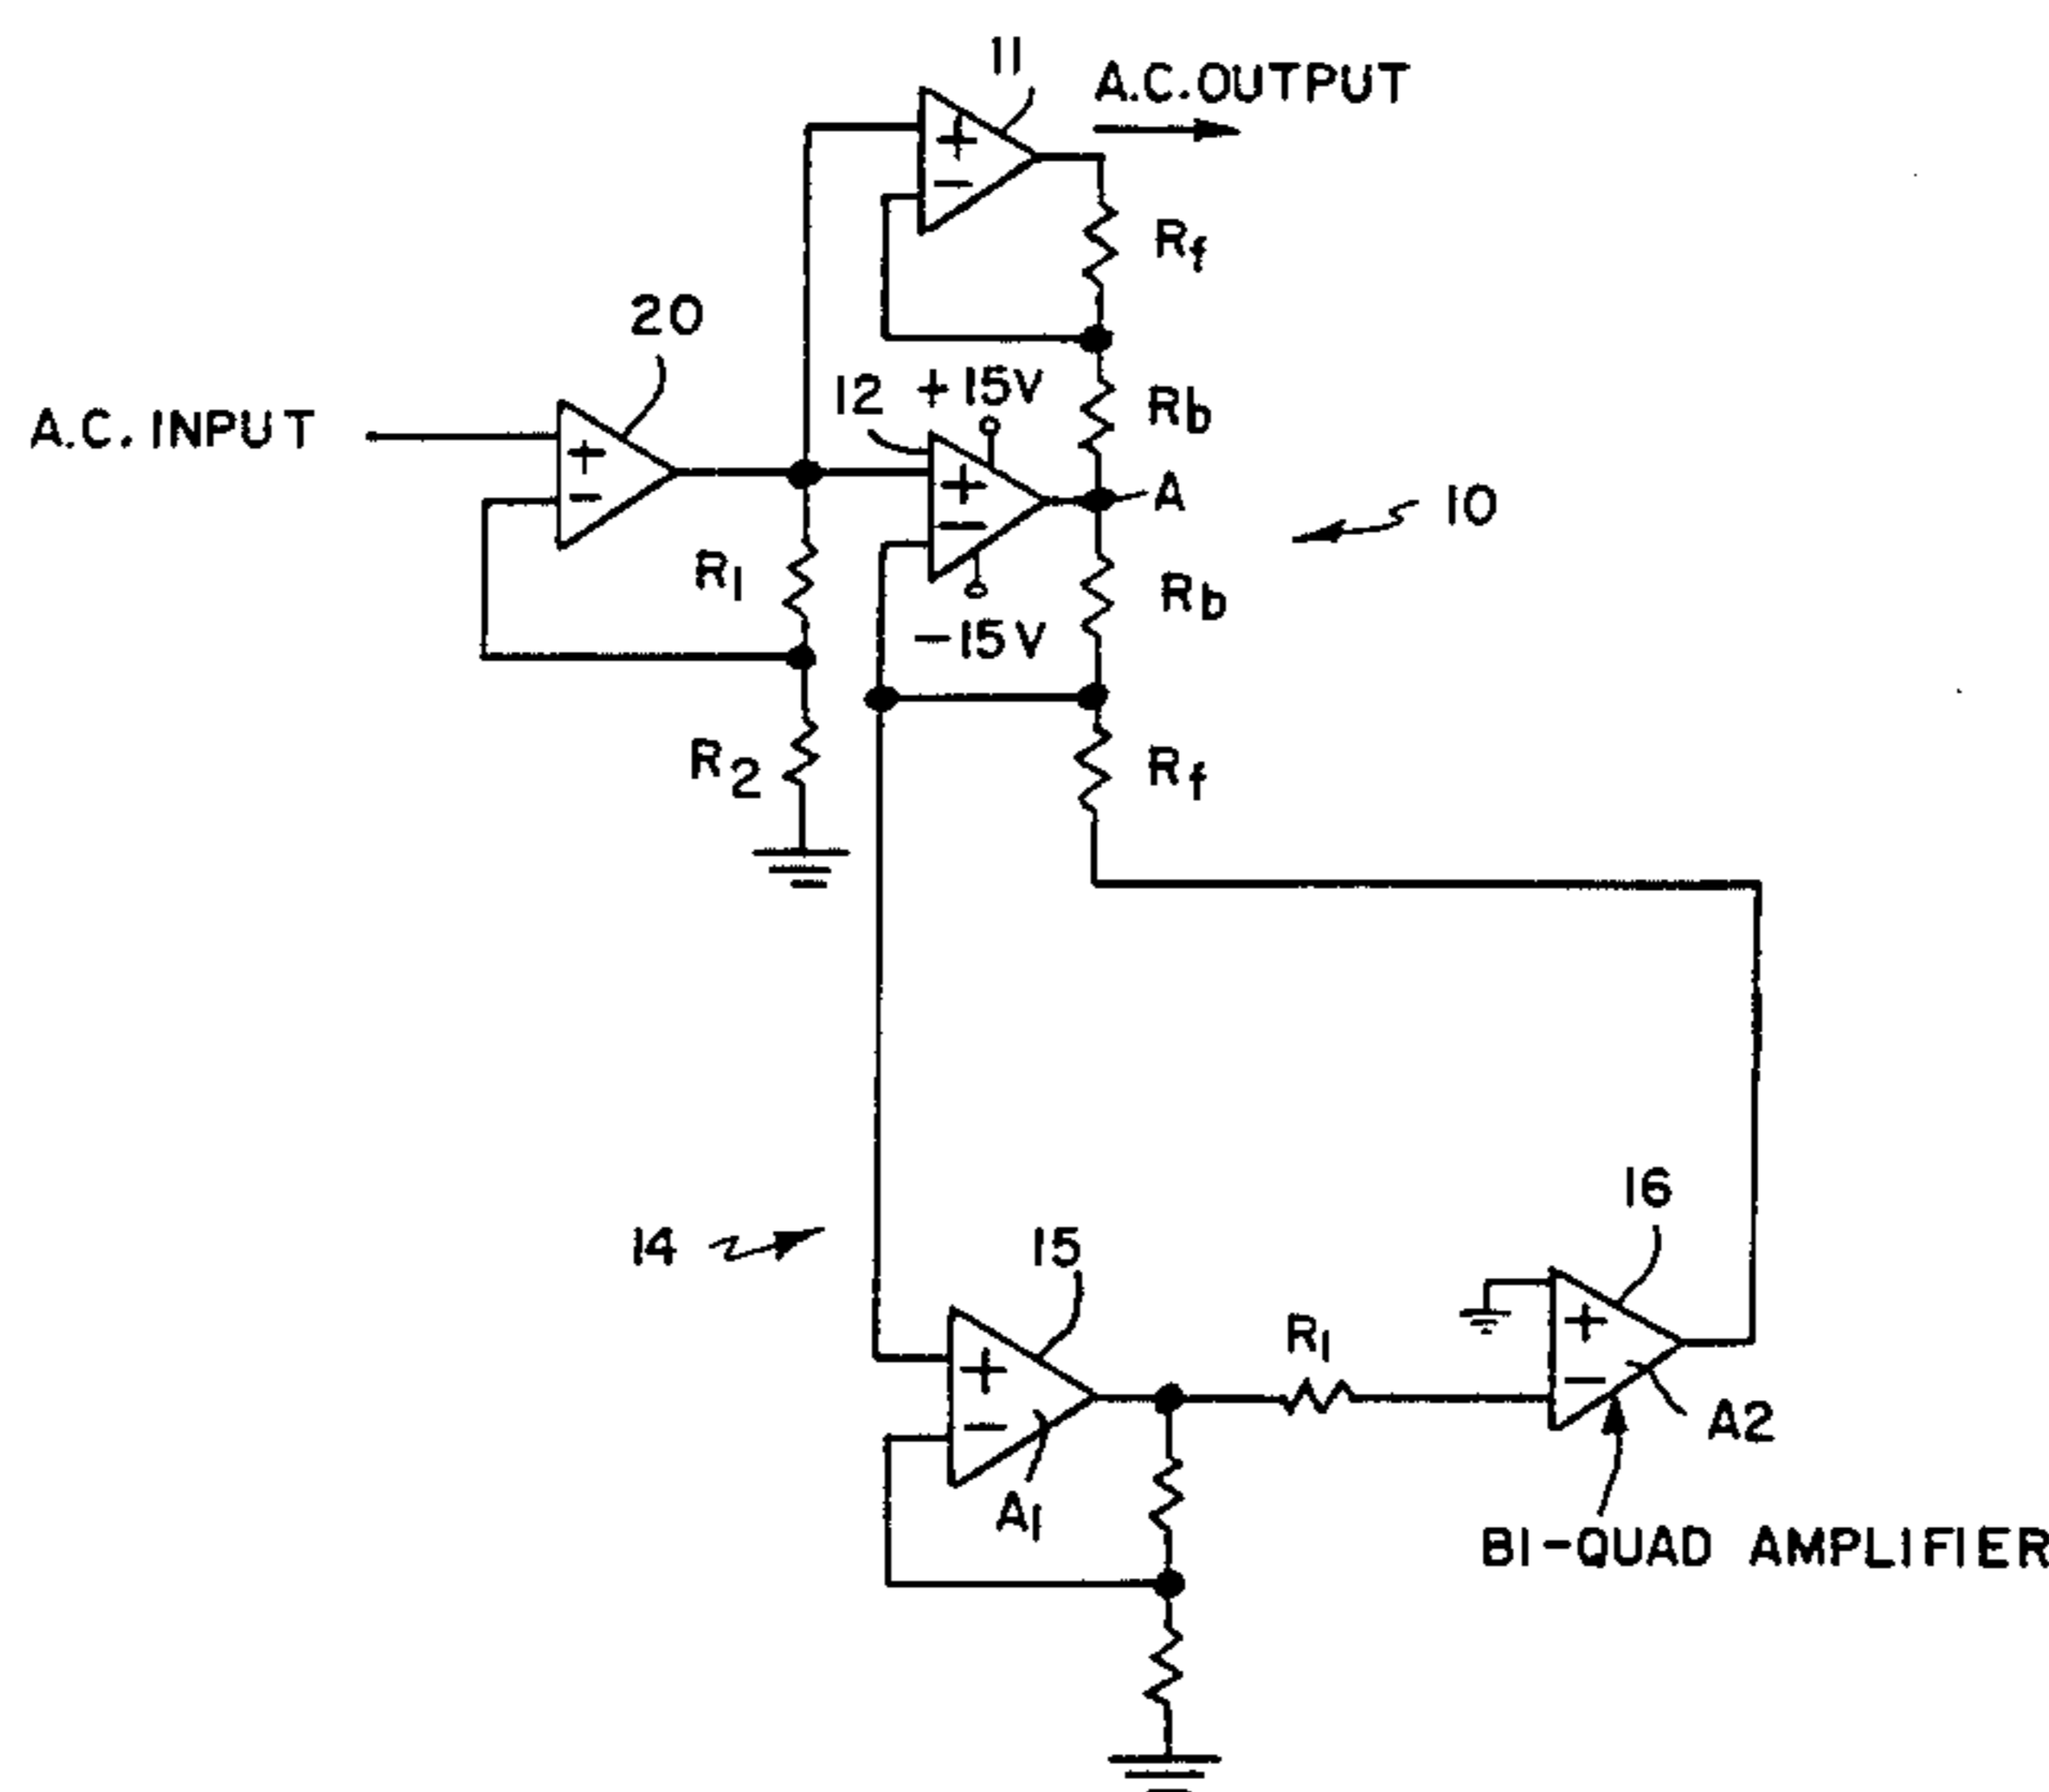 11
A.C. OUTPUT
+
-
Rf
20
12
+15V
Rb
A.C. INPUT
+
-
+
-
A
10
R1
-15V
Rb
R2
Rf
14
15
16
+
-
A1
R1
+
-
A2
BI-QUAD AMPLIFIER